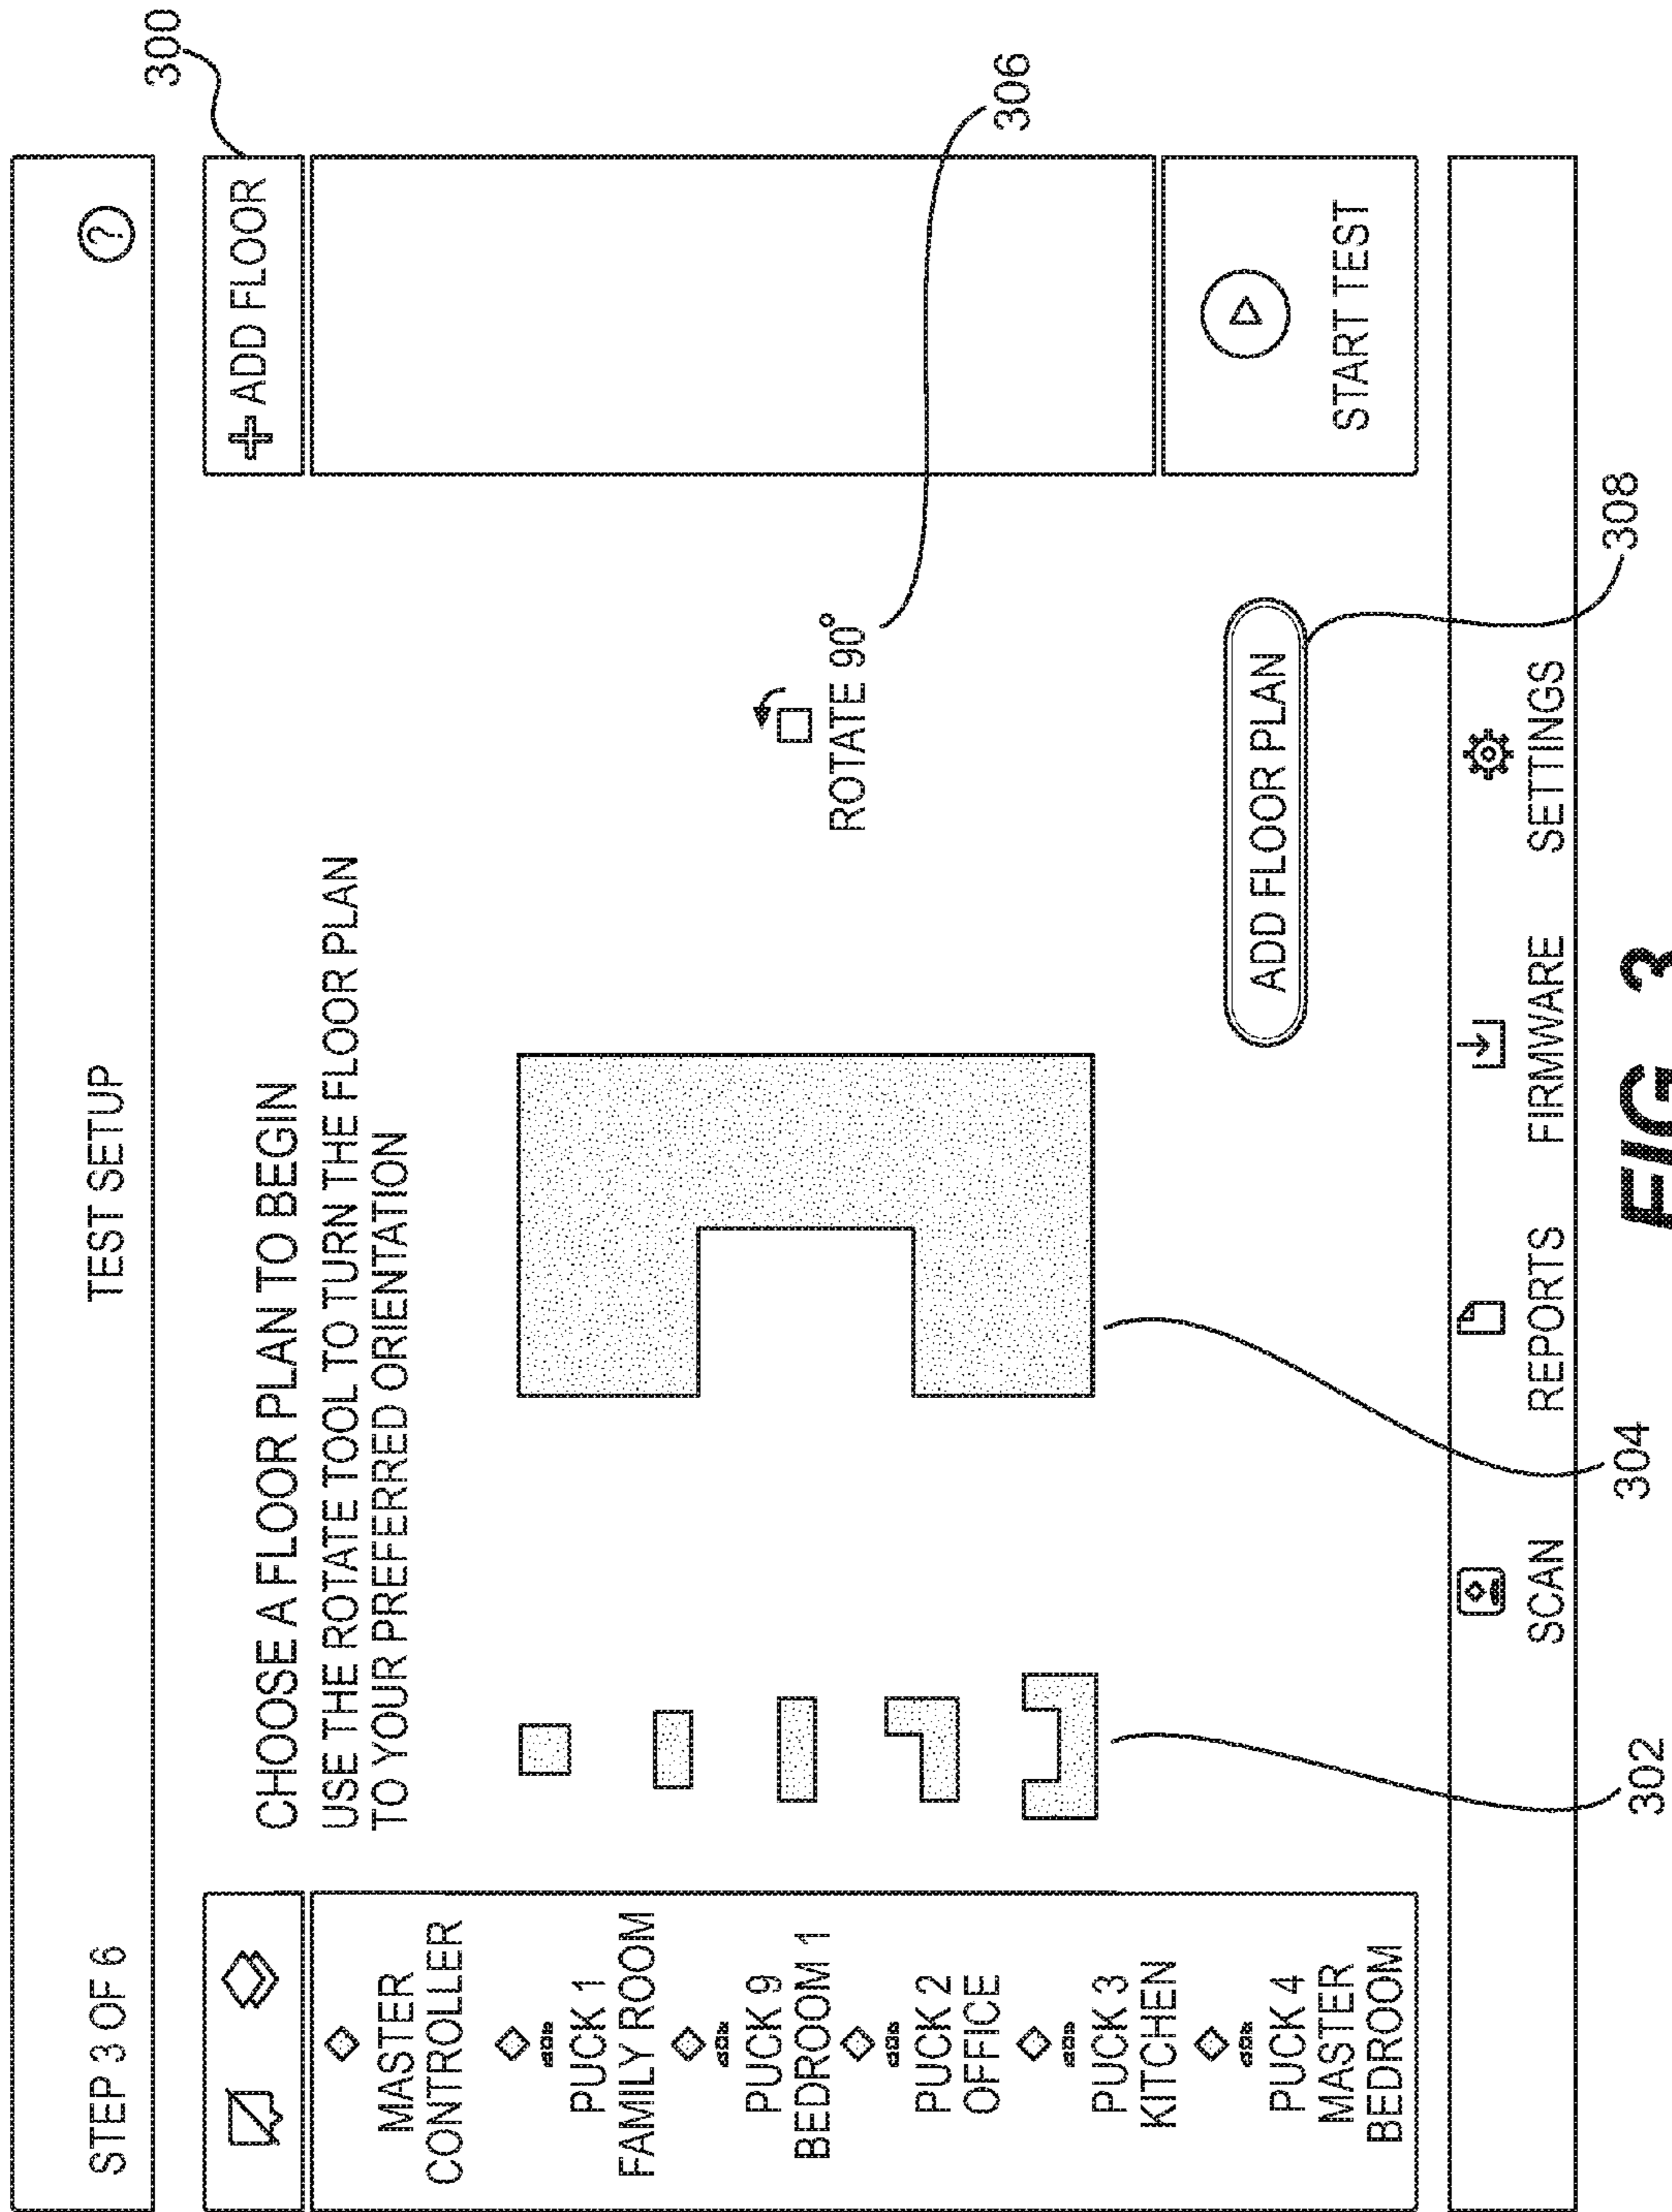 STEP 3 OF 6
TEST SETUP
?
300
+ ADD FLOOR
CHOOSE A FLOOR PLAN TO BEGIN
USE THE ROTATE TOOL TO TURN THE FLOOR PLAN
TO YOUR PREFERRED ORIENTATION
MASTER
CONTROLLER
PUCK 1
FAMILY ROOM
PUCK 9
BEDROOM 1
PUCK 2
OFFICE
PUCK 3
KITCHEN
PUCK 4
MASTER
BEDROOM
ROTATE 90°
306
ADD FLOOR PLAN
START TEST
SCAN
REPORTS
FIRMWARE
SETTINGS
302
304
308
FIG 3